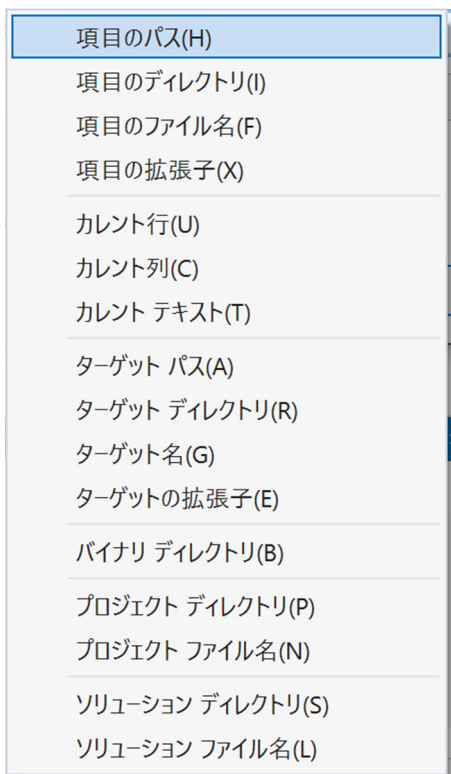 項目のパス(H)
項目のディレクトリ(I)
項目のファイル名(F)
項目の拡張子(X)
カレント行(U)
カレント列(C)
カレント テキスト(T)
ターゲット パス(A)
ターゲット ディレクトリ(R)
ターゲット名(G)
ターゲットの拡張子(E)
バイナリ ディレクトリ(B)
プロジェクト ディレクトリ(P)
プロジェクト ファイル名(N)
ソリューション ディレクトリ(S)
ソリューション ファイル名(L)